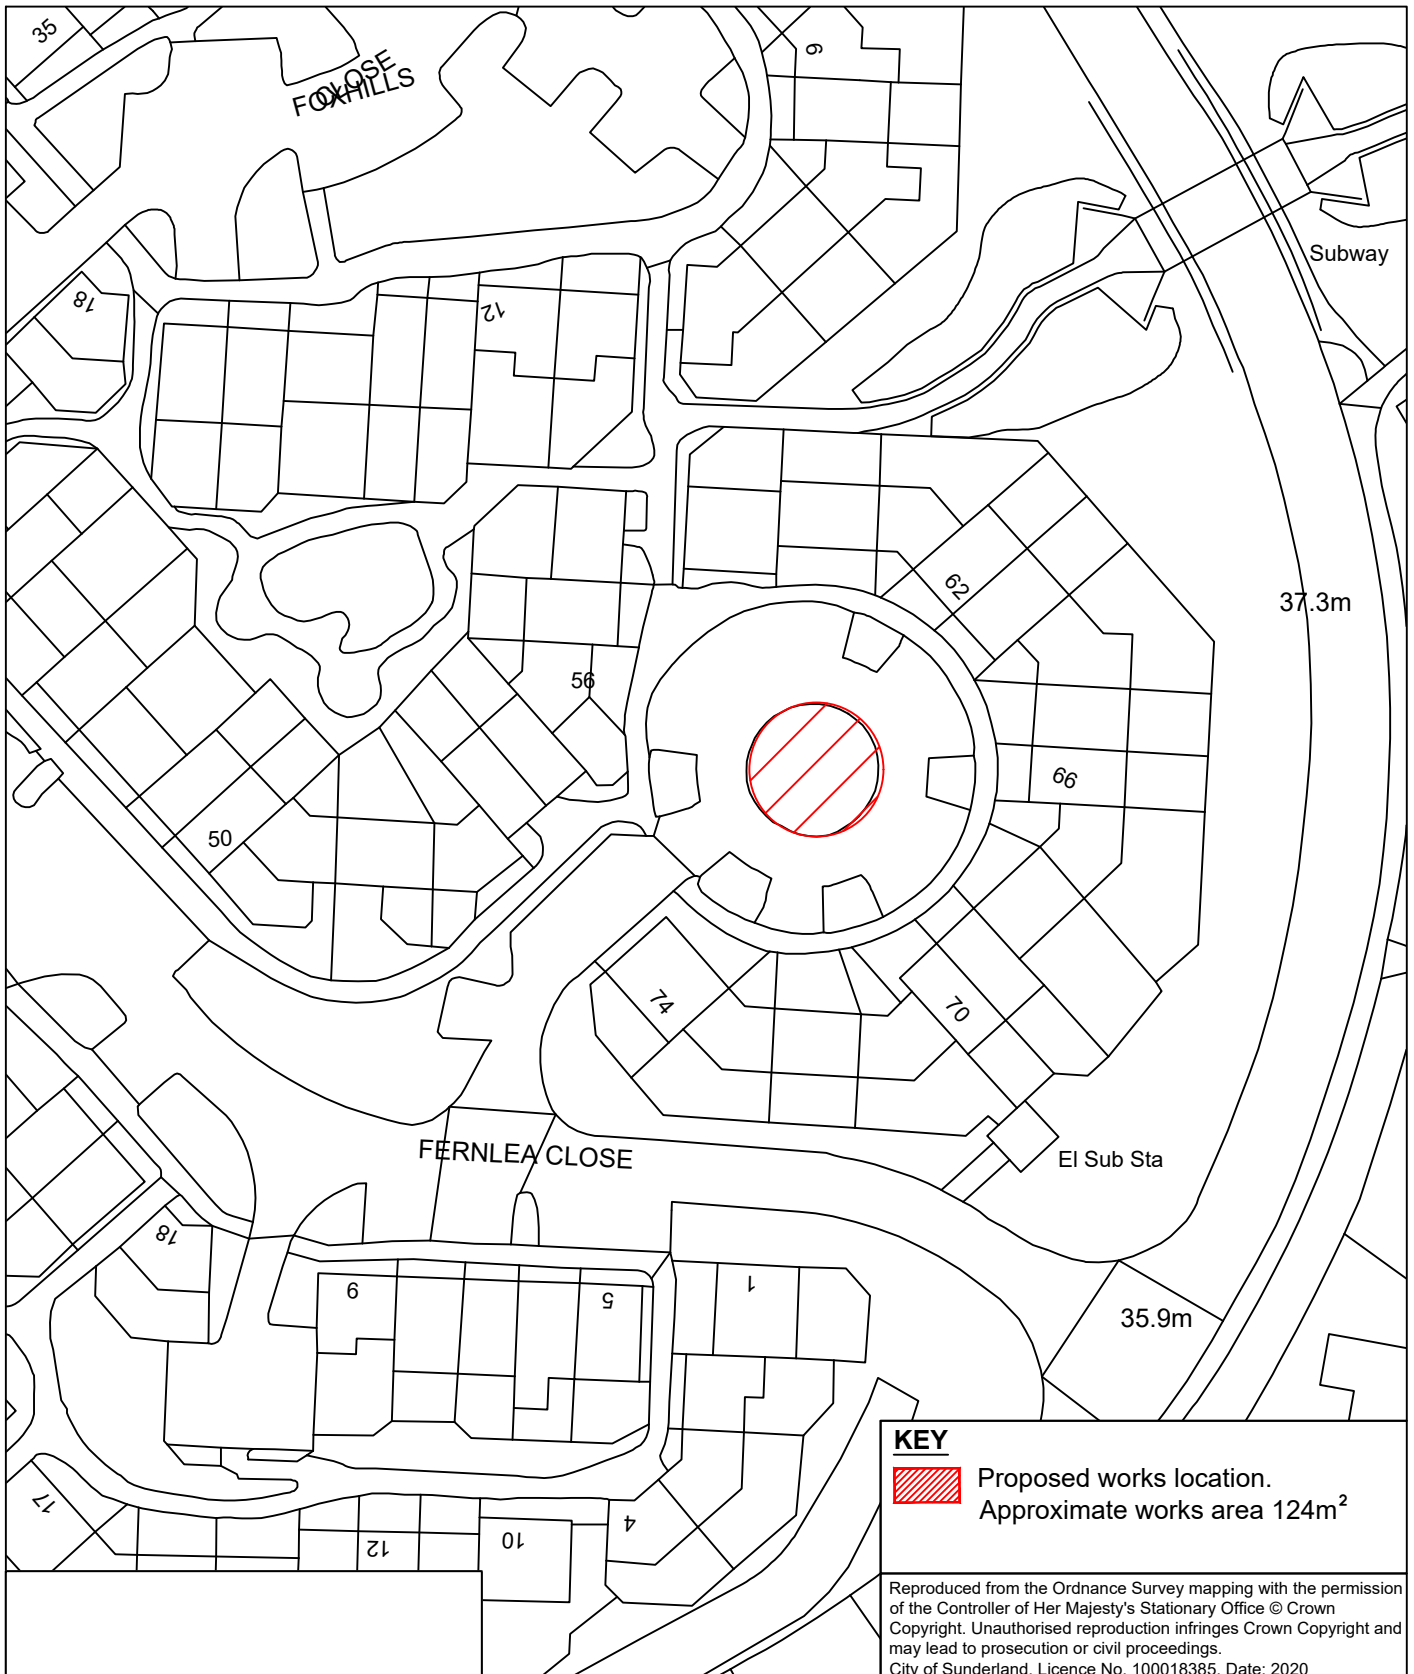 35
CLOSE
FOXHILLS
6
Subway
18
12
62
37.3m
56
66
50
74
70
FERNLEA CLOSE
El Sub Sta
18
9
5
1
35.9m
17
12
10
4
KEY
Proposed works location.
Approximate works area 124m²
Reproduced from the Ordnance Survey mapping with the permission
of the Controller of Her Majesty's Stationary Office © Crown
Copyright. Unauthorised reproduction infringes Crown Copyright and
may lead to prosecution or civil proceedings.
City of Sunderland. Licence No. 100018385. Date: 2020